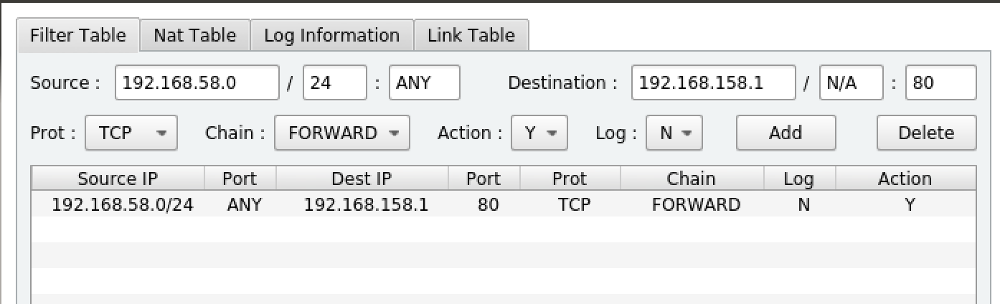 Filter Table Nat Table Log Information Link Table
Source : 192.168.58.0 / 24 : ANY Destination : 192.168.158.1 / N/A : 80
Prot : TCP Chain : FORWARD Action : Y Log : N Add Delete
Source IP Port Dest IP Port Prot Chain Log Action
192.168.58.0/24 ANY 192.168.158.1 80 TCP FORWARD N Y